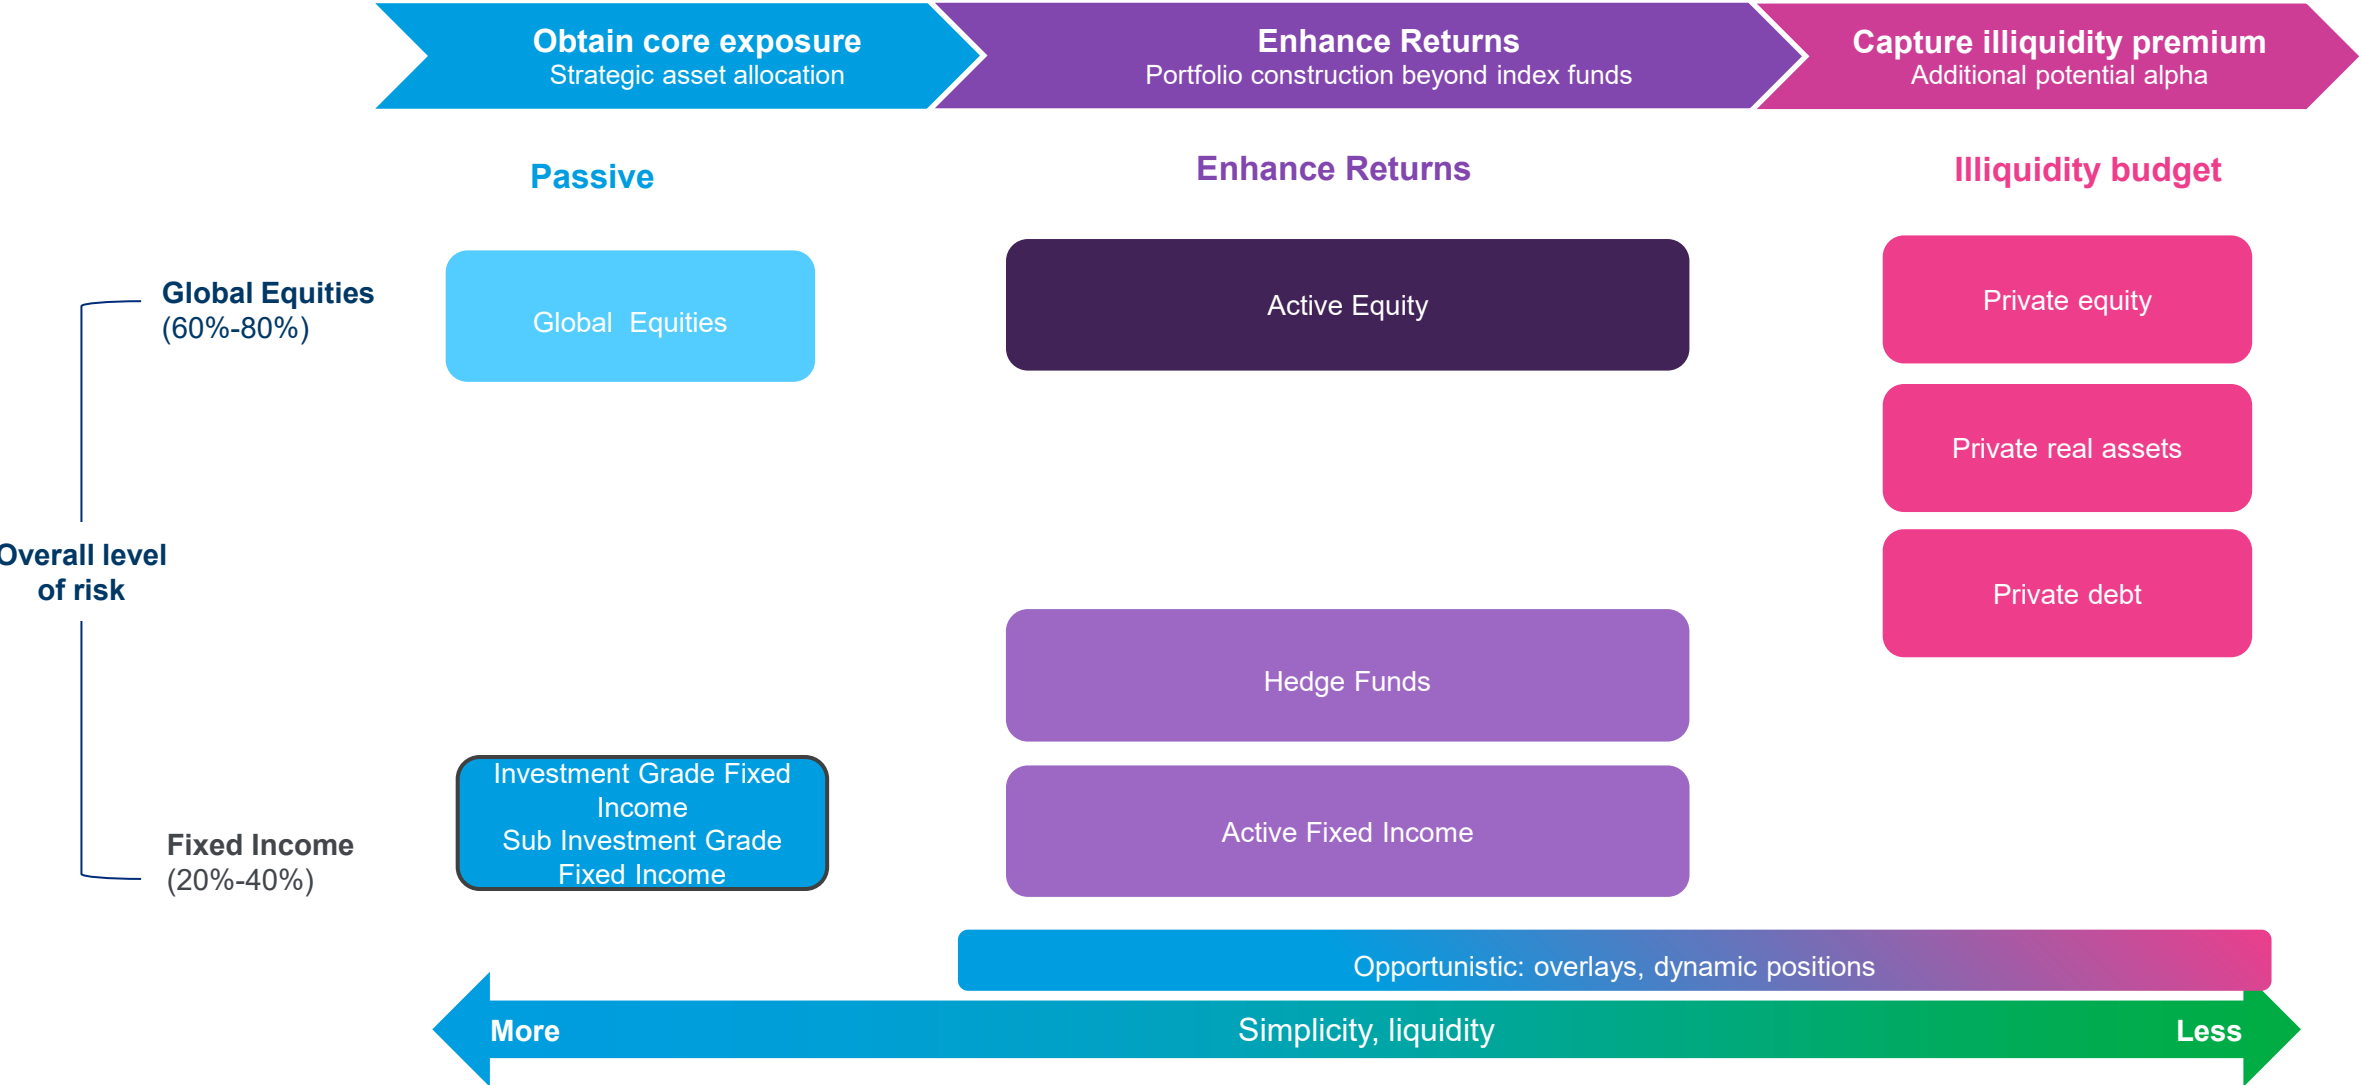 Obtain core exposure
Strategic asset allocation
Enhance Returns
Portfolio construction beyond index funds
Capture illiquidity premium
Additional potential alpha
Passive
Enhance Returns
Illiquidity budget
Global Equities
(60%-80%)
Global Equities
Active Equity
Private equity
Private real assets
Overall level
of risk
Private debt
Hedge Funds
Investment Grade Fixed
Income
Sub Investment Grade
Fixed Income
Active Fixed Income
Fixed Income
(20%-40%)
Opportunistic: overlays, dynamic positions
More
Simplicity, liquidity
Less